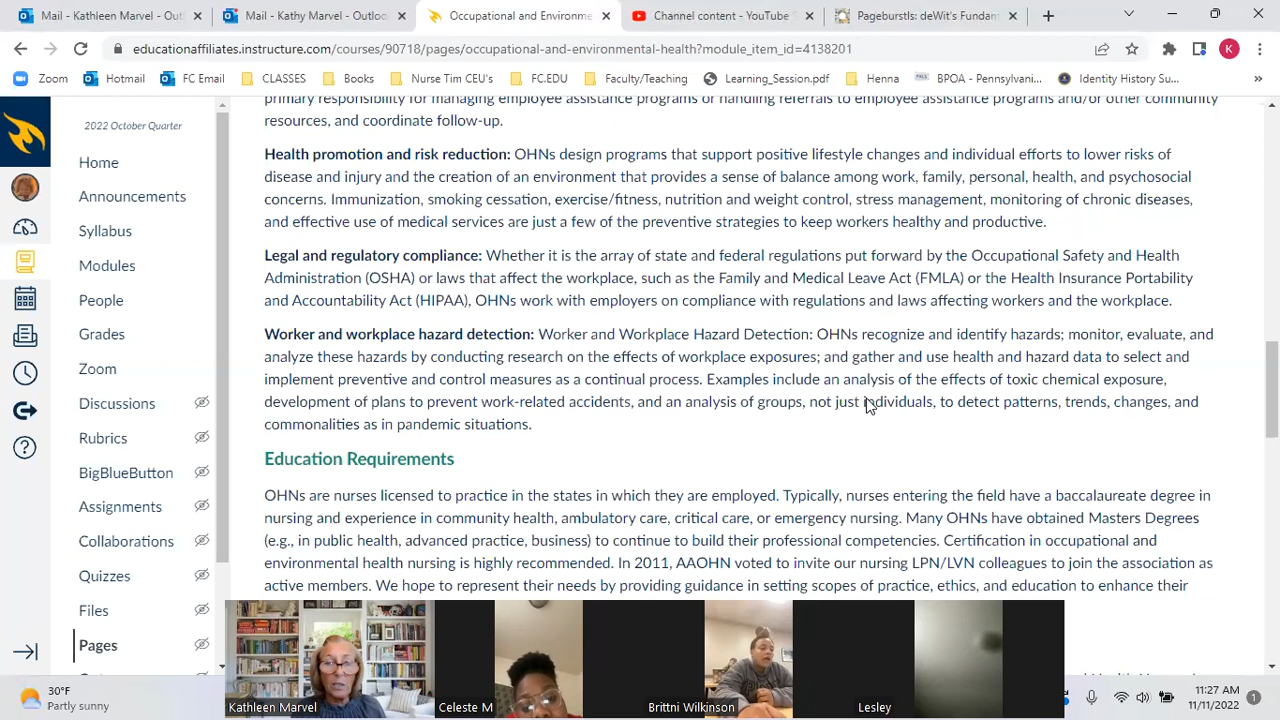 Mail - Kathleen Marvel - Outl
Mail - Kathy Marvel - Outloo
Occupational and Environme
Channel content - YouTube S
Pageburstls: deWit's Fundam
educationaffiliates.instructure.com/courses/90718/pages/occupational-and-environmental-health?module_item_id=4138201
K
Zoom
Hotmail
FC Email
CLASSES
Books
Nurse Tim CEU's
FC.EDU
Faculty/Teaching
Learning_Session.pdf
Henna
BPOA - Pennsylvani...
Identity History Su...
»
2022 October Quarter
Home
Announcements
Syllabus
Modules
People
Grades
Zoom
Discussions
Rubrics
BigBlueButton
Assignments
Collaborations
Quizzes
Files
Pages
primary responsibility for managing employee assistance programs or handling referrals to employee assistance programs and/or other community
resources, and coordinate follow-up.
Health promotion and risk reduction: OHNs design programs that support positive lifestyle changes and individual efforts to lower risks of
disease and injury and the creation of an environment that provides a sense of balance among work, family, personal, health, and psychosocial
concerns. Immunization, smoking cessation, exercise/fitness, nutrition and weight control, stress management, monitoring of chronic diseases,
and effective use of medical services are just a few of the preventive strategies to keep workers healthy and productive.
Legal and regulatory compliance: Whether it is the array of state and federal regulations put forward by the Occupational Safety and Health
Administration (OSHA) or laws that affect the workplace, such as the Family and Medical Leave Act (FMLA) or the Health Insurance Portability
and Accountability Act (HIPAA), OHNs work with employers on compliance with regulations and laws affecting workers and the workplace.
Worker and workplace hazard detection: Worker and Workplace Hazard Detection: OHNs recognize and identify hazards; monitor, evaluate, and
analyze these hazards by conducting research on the effects of workplace exposures; and gather and use health and hazard data to select and
implement preventive and control measures as a continual process. Examples include an analysis of the effects of toxic chemical exposure,
development of plans to prevent work-related accidents, and an analysis of groups, not just individuals, to detect patterns, trends, changes, and
commonalities as in pandemic situations.
Education Requirements
OHNs are nurses licensed to practice in the states in which they are employed. Typically, nurses entering the field have a baccalaureate degree in
nursing and experience in community health, ambulatory care, critical care, or emergency nursing. Many OHNs have obtained Masters Degrees
(e.g., in public health, advanced practice, business) to continue to build their professional competencies. Certification in occupational and
environmental health nursing is highly recommended. In 2011, AAOHN voted to invite our nursing LPN/LVN colleagues to join the association as
active members. We hope to represent their needs by providing guidance in setting scopes of practice, ethics, and education to enhance their
Kathleen Marvel
Celeste M
Brittni Wilkinson
Lesley
30°F
Partly sunny
11:27 AM
11/11/2022
1